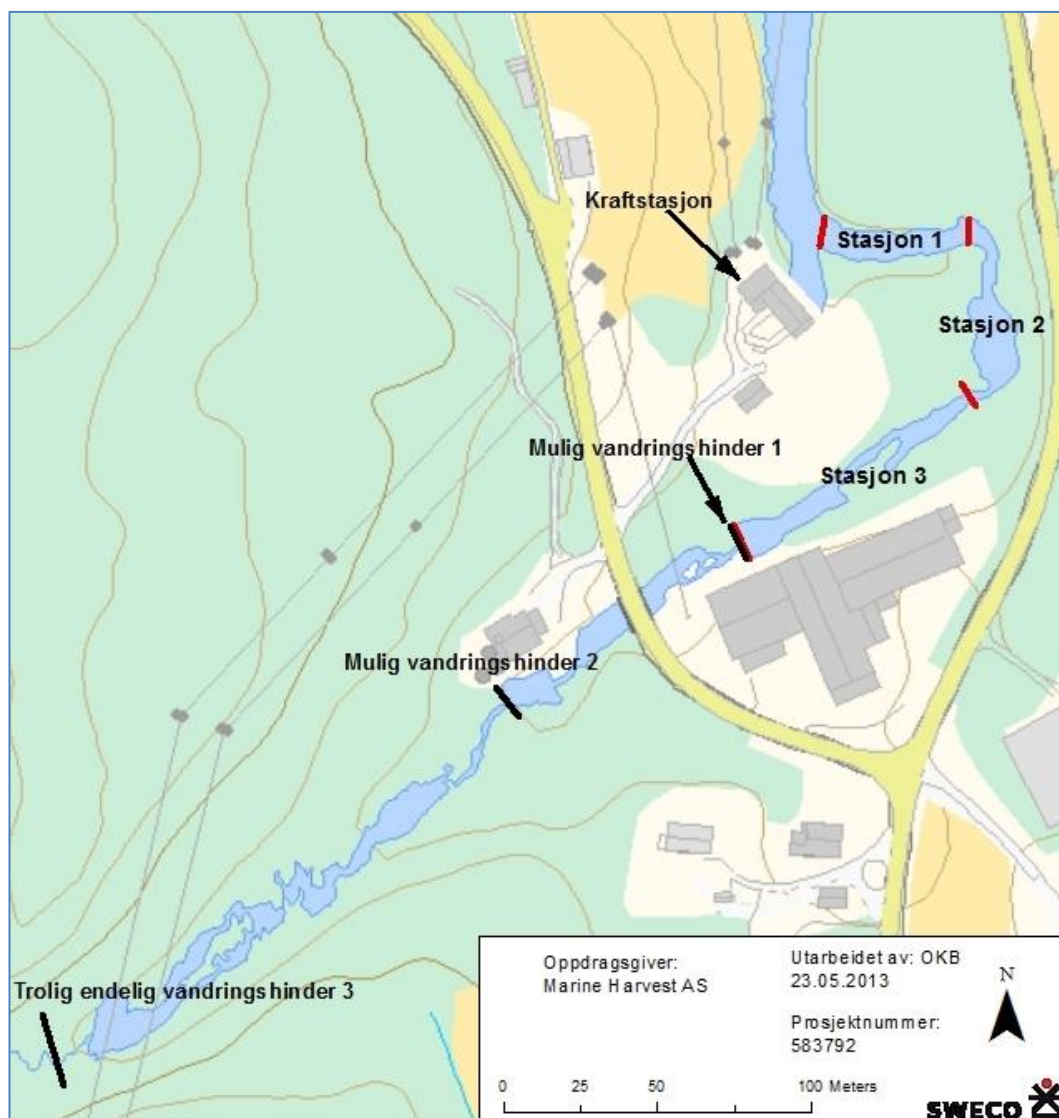 Kraftstasjon
Stasjon 1
Stasjon 2
Mulig vandringshinder 1
Stasjon 3
Mulig vandringshinder 2
Trolig endelig vandringshinder 3
Oppdragsgiver:
Marine Harvest AS
Utarbeidet av: OKB
23.05.2013
Prosjektnummer:
583792
N
0 25 50 100 Meters
SWECO